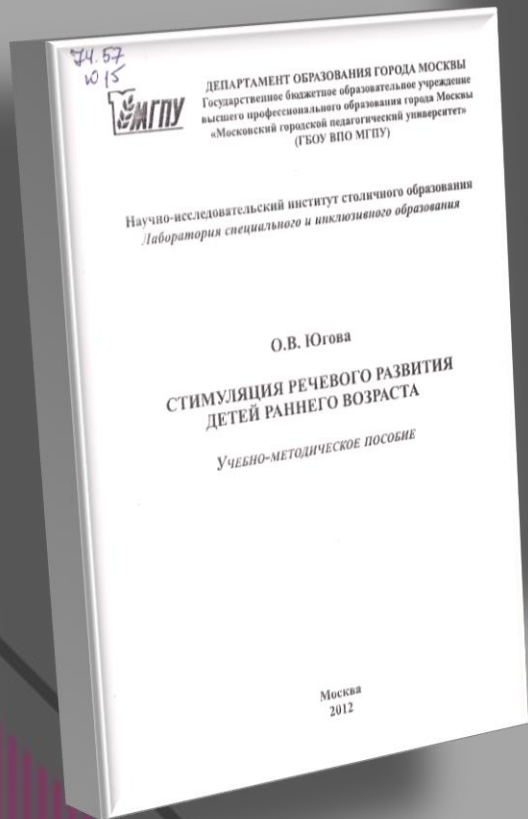 74.57
Ю 15
МГПУ
ДЕПАРТАМЕНТ ОБРАЗОВАНИЯ ГОРОДА МОСКВЫ
Государственное бюджетное образовательное учреждение
высшего профессионального образования города Москвы
«Московский городской педагогический университет»
(ГБОУ ВПО МГПУ)
Научно-исследовательский институт столичного образования
Лаборатория специального и инклюзивного образования
О.В. Югова
СТИМУЛЯЦИЯ РЕЧЕВОГО РАЗВИТИЯ
ДЕТЕЙ РАННЕГО ВОЗРАСТА
УЧЕБНО-МЕТОДИЧЕСКОЕ ПОСОБИЕ
Москва
2012